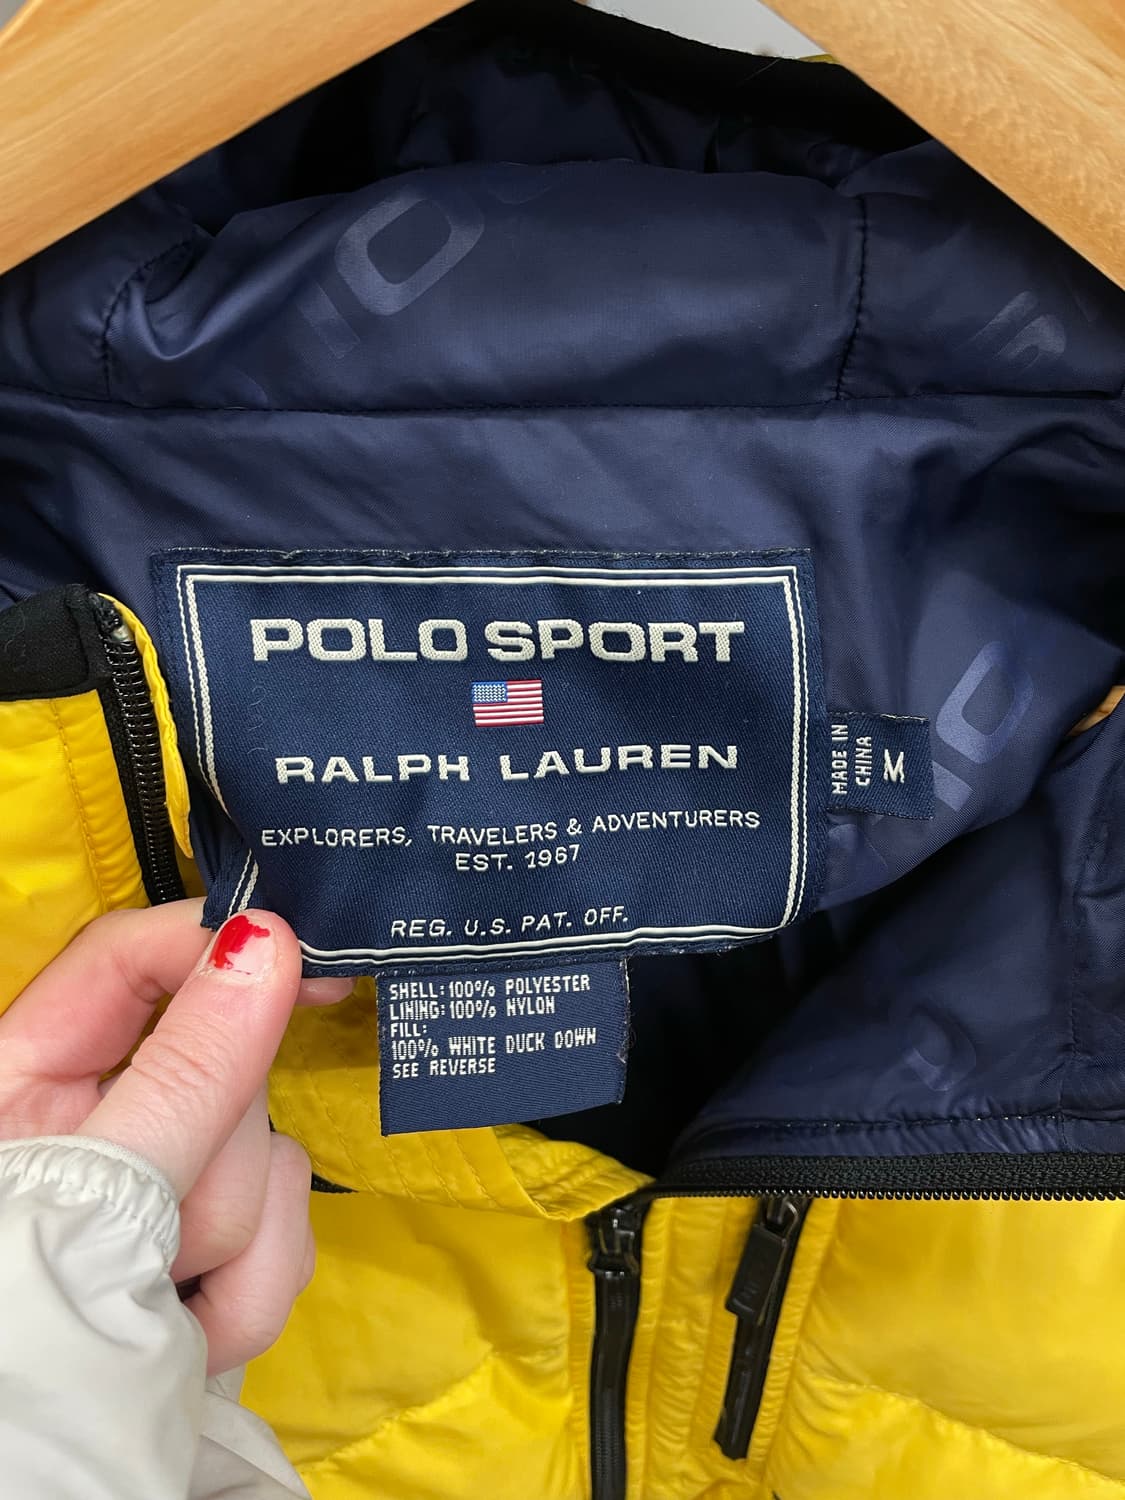 POLO SPORT
RALPH LAUREN
EXPLORERS, TRAVELERS & ADVENTURERS
EST. 1967
REG. U.S. PAT. OFF.
MADE IN
CHINA
M
SHELL: 100% POLYESTER
LINING: 100% NYLON
FILL:
100% WHITE DUCK DOWN
SEE REVERSE